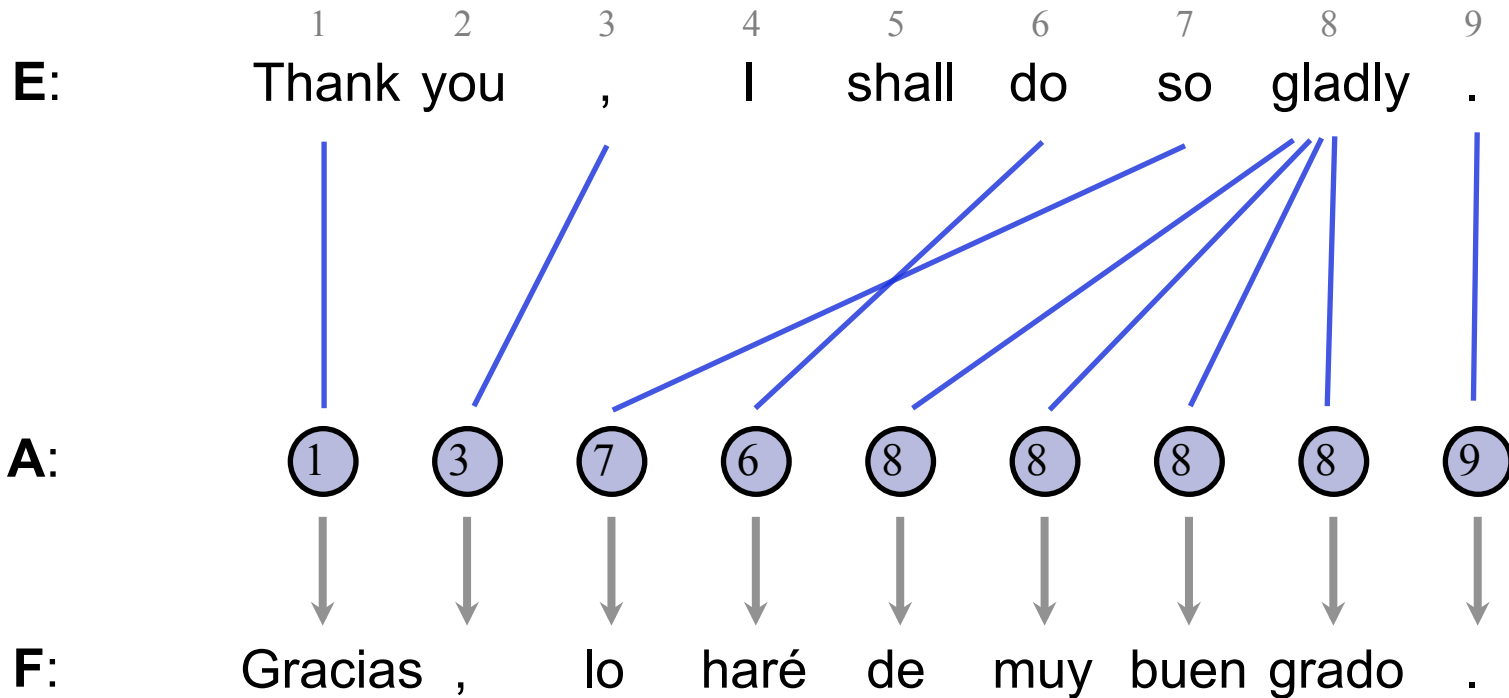 1 2 3 4 5 6 7 8 9
E: Thank you , I shall do so gladly .
A: 1 3 7 6 8 8 8 8 9
F: Gracias , lo haré de muy buen grado .